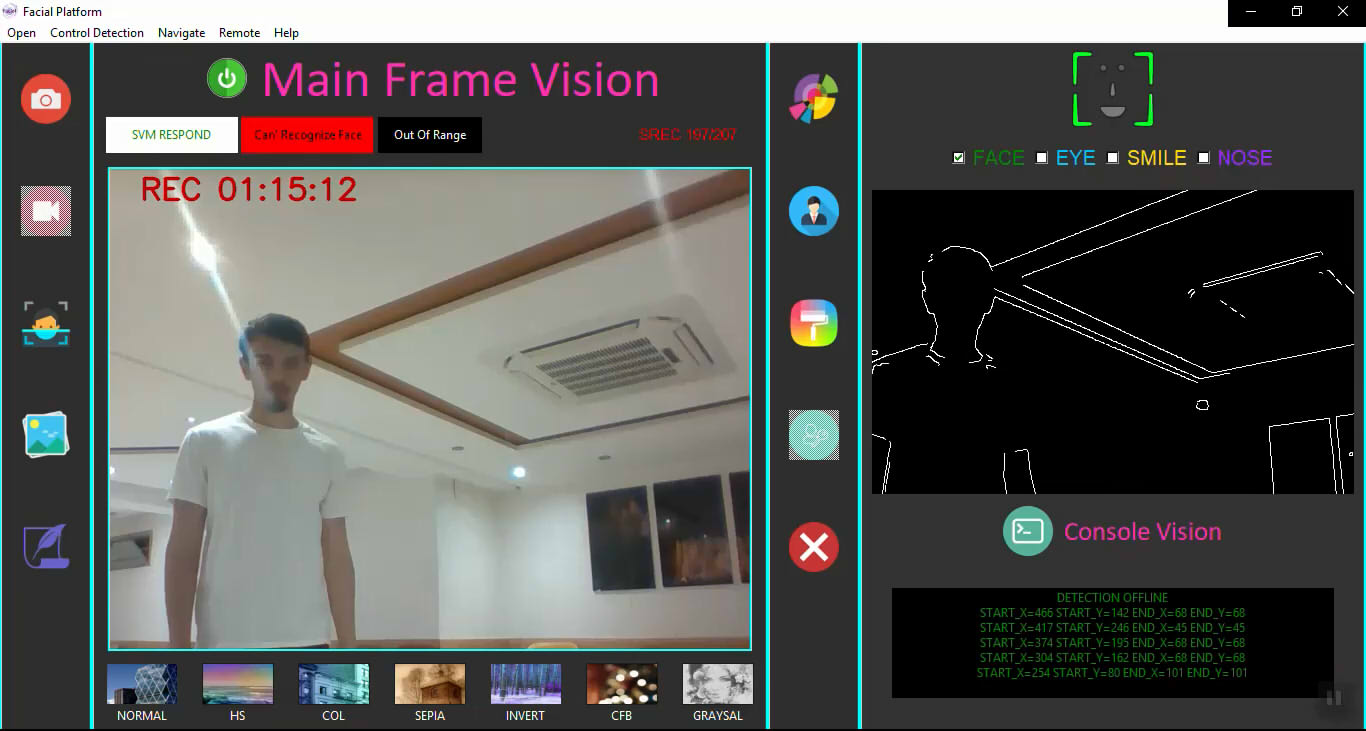 Facial Platform
Open Control Detection Navigate Remote Help
Main Frame Vision
SVM RESPOND
Can' Recognize Face
Out Of Range
SREC 197/207
REC 01:15:12
NORMAL
HS
COL
SEPIA
INVERT
CFB
GRAYSAL
FACE EYE SMILE NOSE
Console Vision
DETECTION OFFLINE
START_X=466 START_Y=142 END_X=68 END_Y=68
START_X=417 START_Y=246 END_X=45 END_Y=45
START_X=374 START_Y=195 END_X=68 END_Y=68
START_X=304 START_Y=162 END_X=68 END_Y=68
START_X=254 START_Y=80 END_X=101 END_Y=101